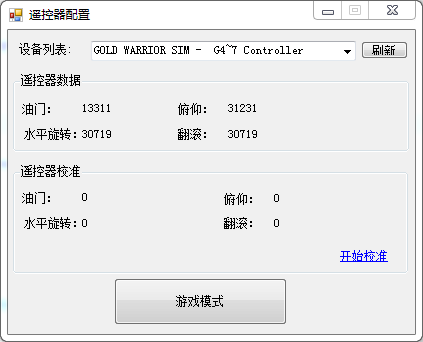 遥控器配置
设备列表: GOLD WARRIOR SIM - G4~7 Controller 刷新
遥控器数据
油门: 13311 俯仰: 31231
水平旋转: 30719 翻滚: 30719
遥控器校准
油门: 0 俯仰: 0
水平旋转: 0 翻滚: 0
开始校准
游戏模式